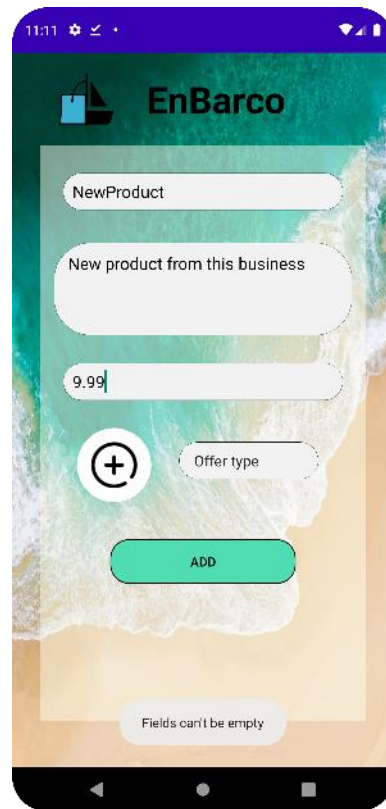 11:11
EnBarco
NewProduct
New product from this business
9.99
Offer type
ADD
Fields can't be empty